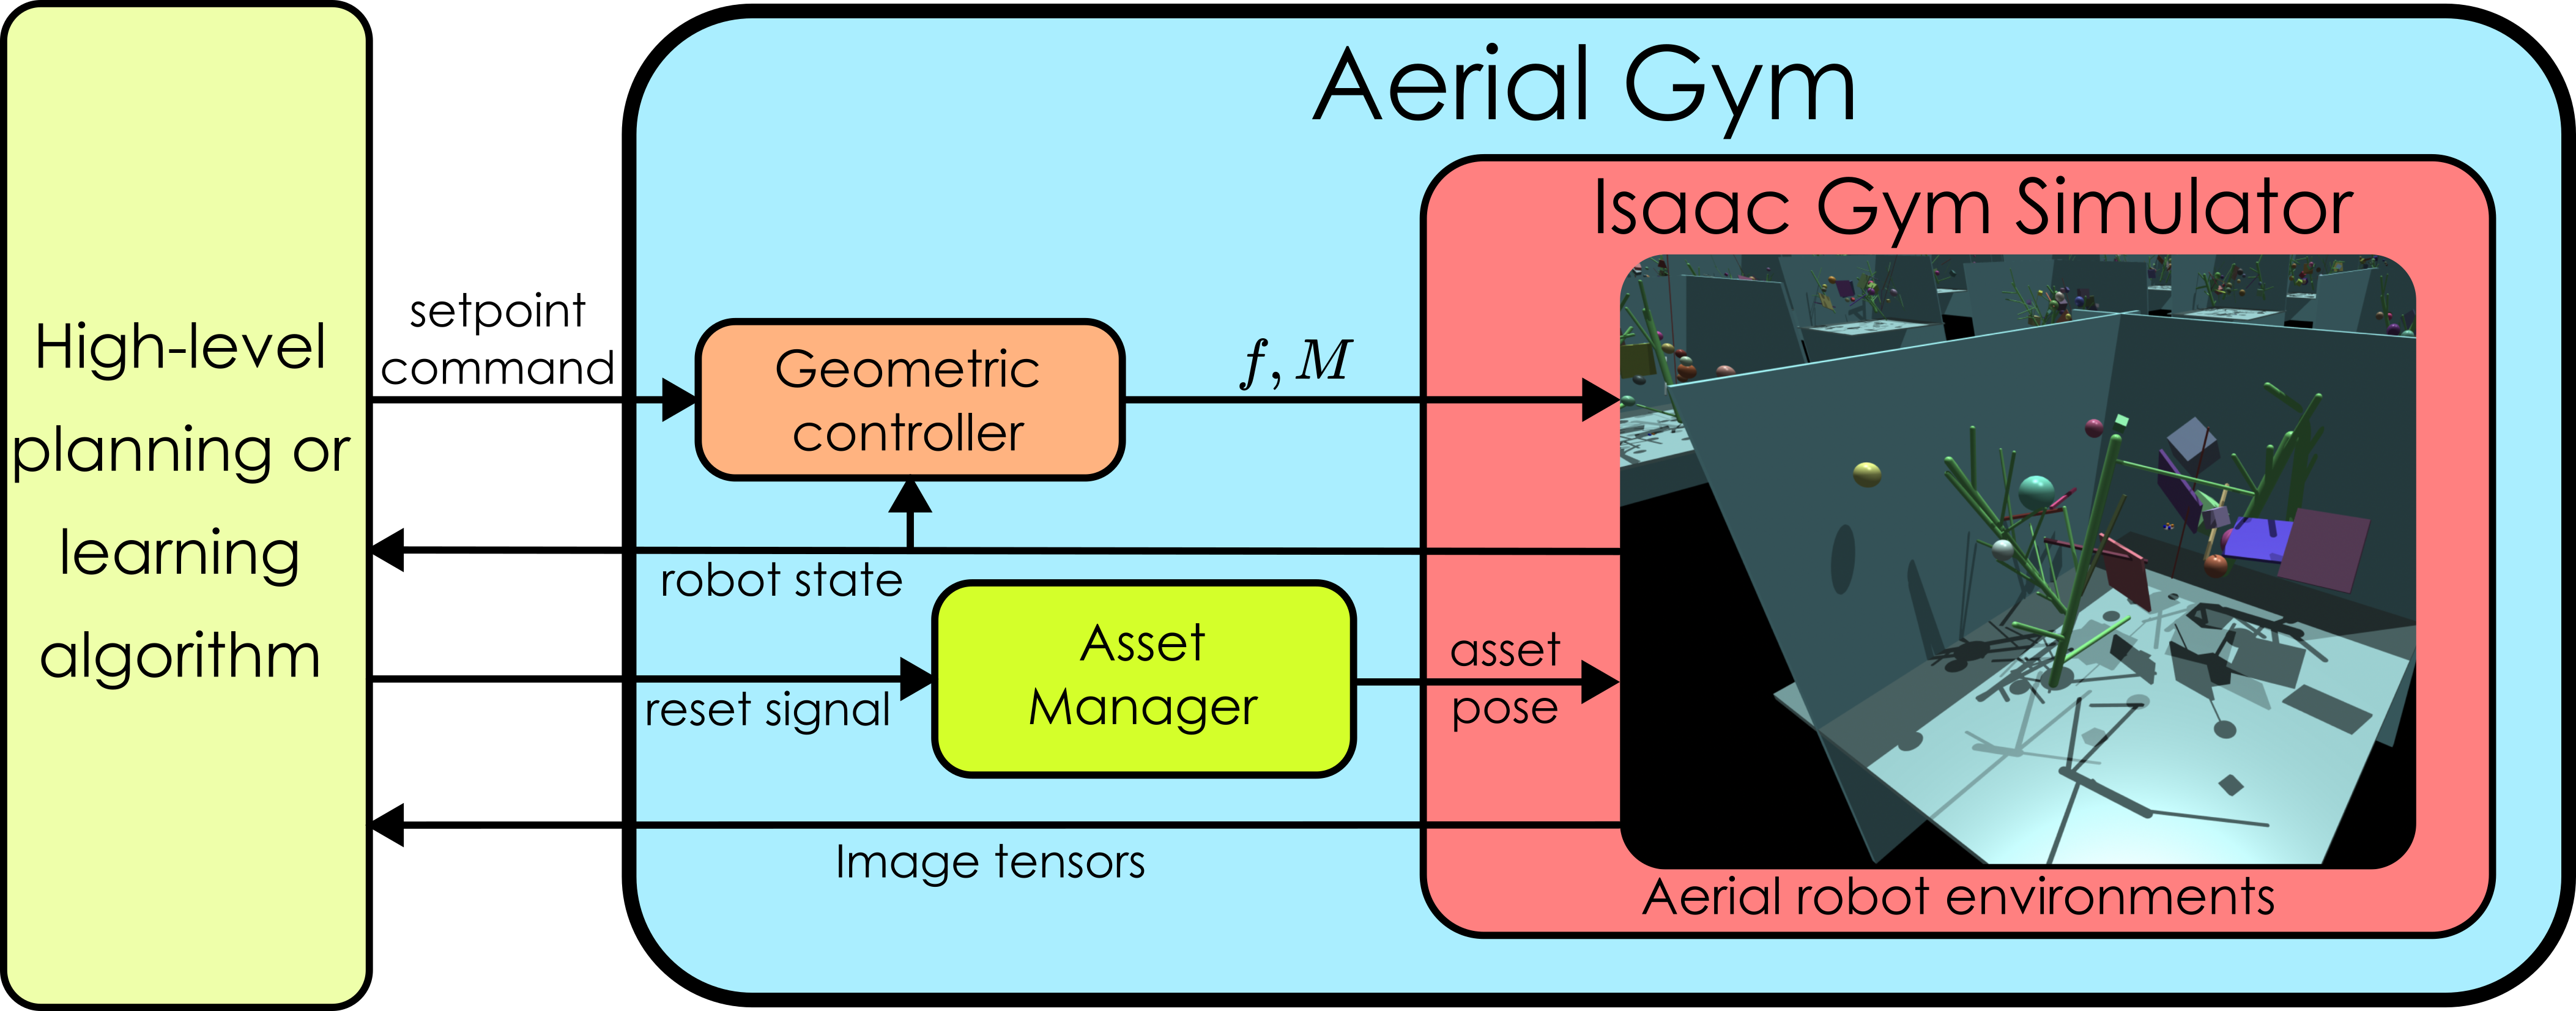 Aerial Gym
Isaac Gym Simulator
High-level
planning or
learning
algorithm
setpoint
command
Geometric
controller
f, M
robot state
Asset
Manager
reset signal
asset
pose
Image tensors
Aerial robot environments